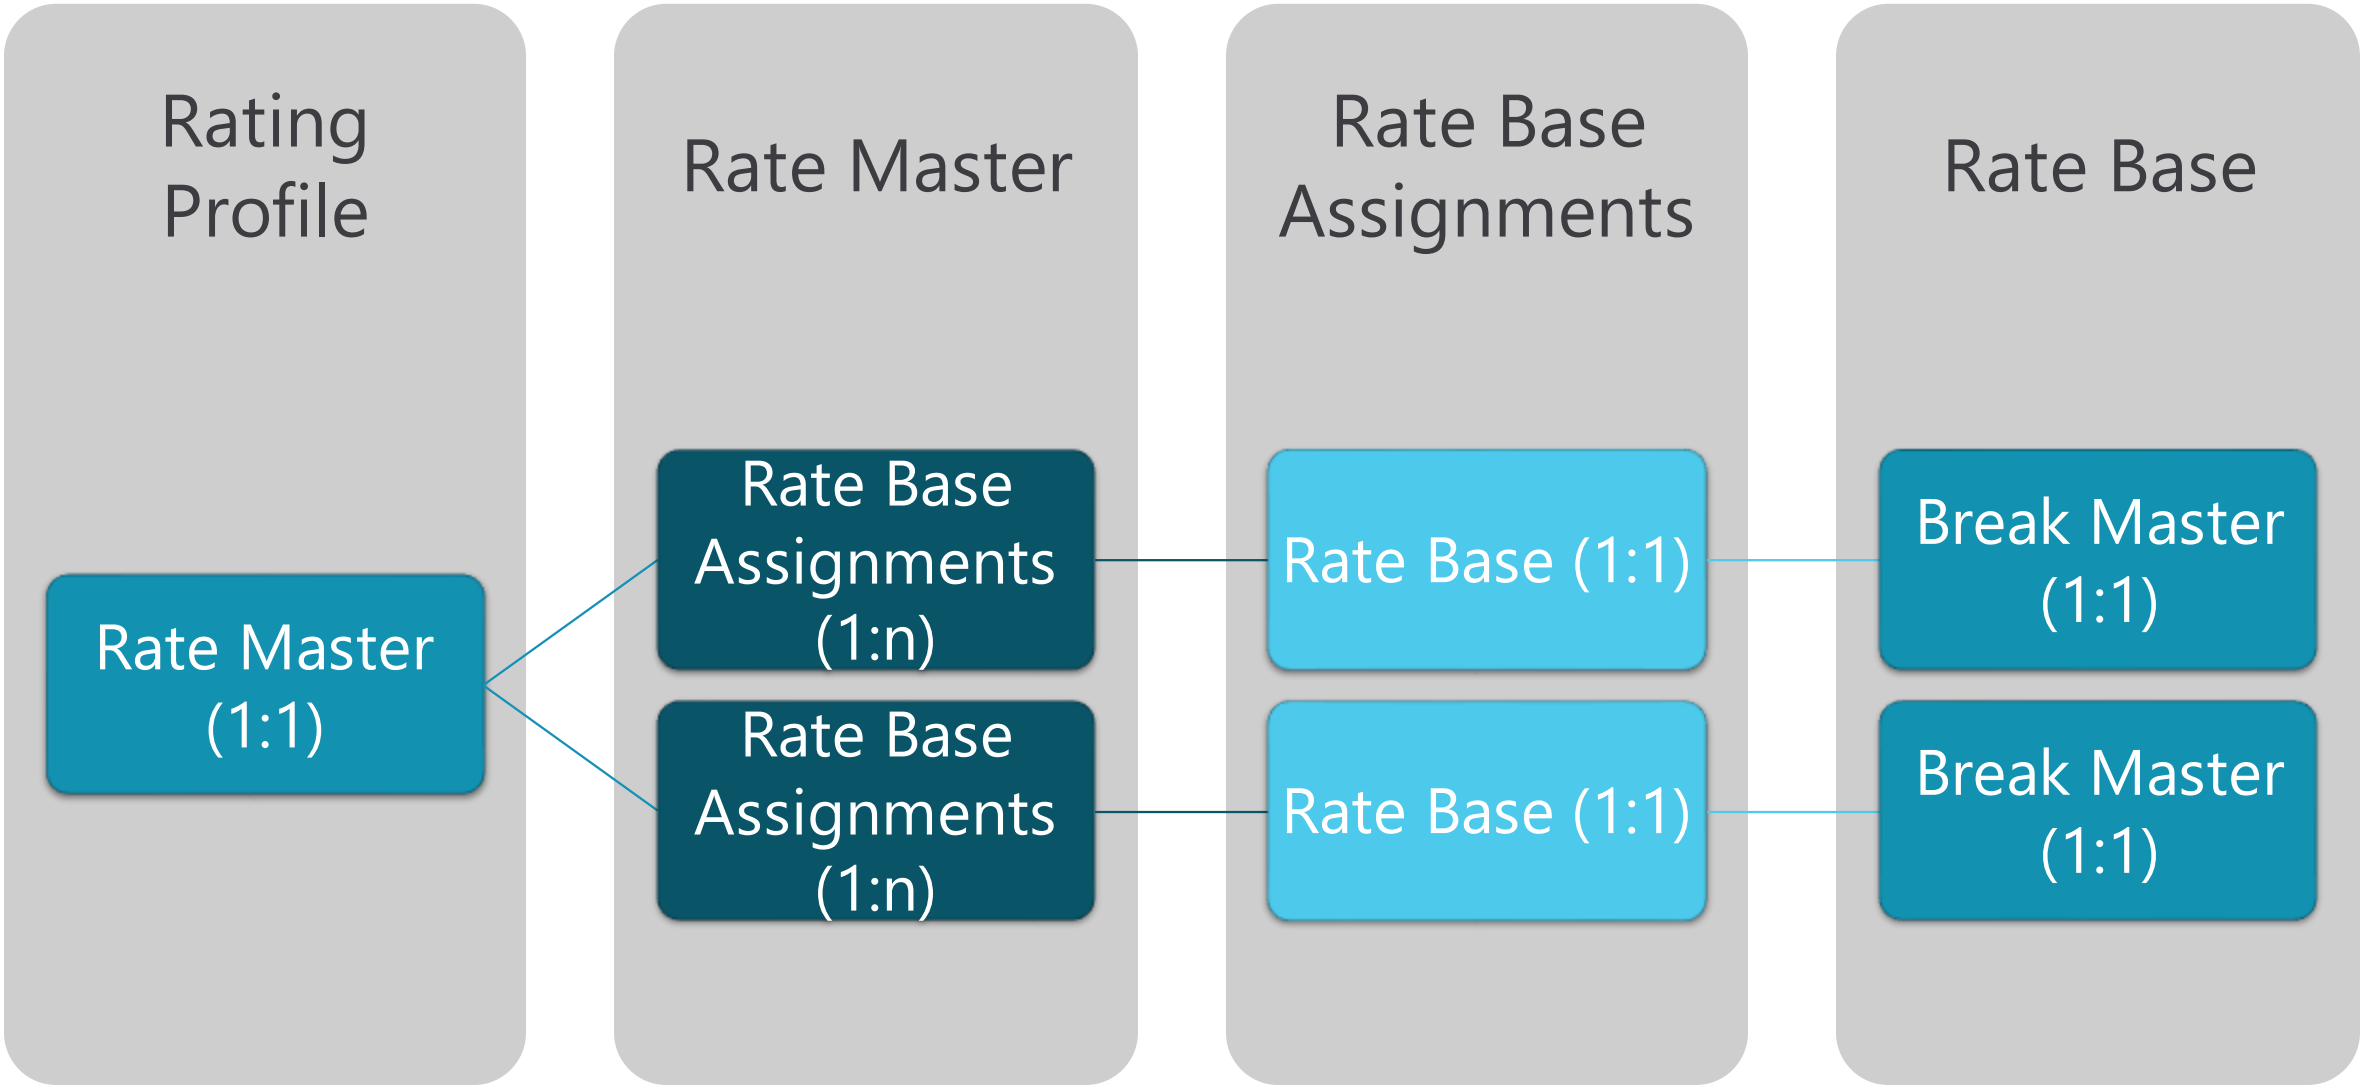 Rating
Profile
Rate Master
(1:1)
Rate Master
Rate Base
Assignments
(1:n)
Rate Base
Assignments
(1:n)
Rate Base
Assignments
Rate Base (1:1)
Rate Base (1:1)
Rate Base
Break Master
(1:1)
Break Master
(1:1)